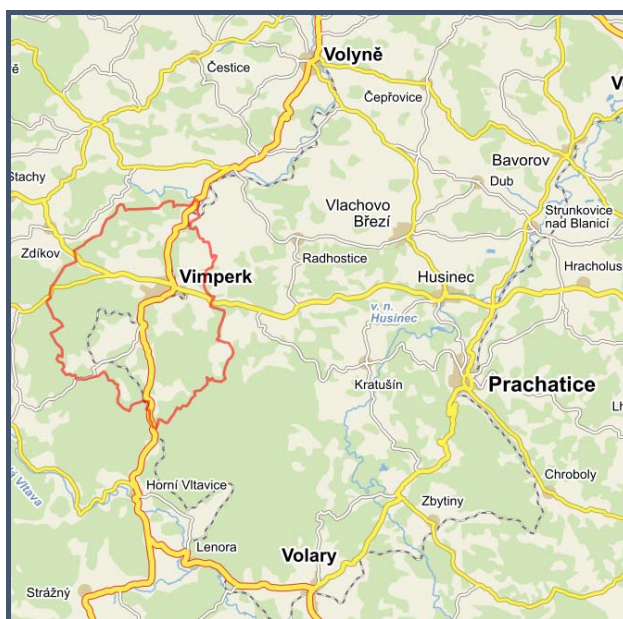 Volyně
Čestice
Čepřovice
Bavorov
Stachy
Dub
Vlachovo
Březí
Strunkovice
nad Blanicí
Zdíkov
Radhostice
Vimperk
Husinec
Hracholus
v. n.
Husinec
Kratušín
Prachatice
Chroboly
Horní Vltavice
Zbytiny
Lenora
Volary
Strážný
Vltava